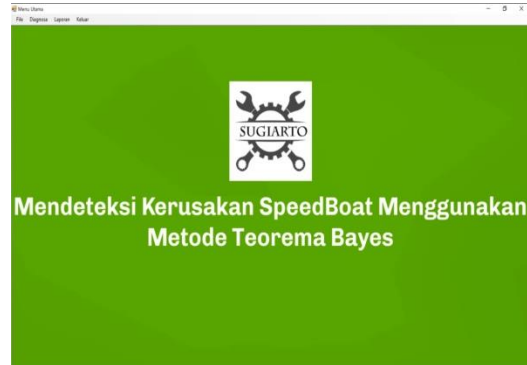 Menu Utama
File Diagnosa Laporan Keluar
SUGIARTO
Mendeteksi Kerusakan SpeedBoat Menggunakan
Metode Teorema Bayes